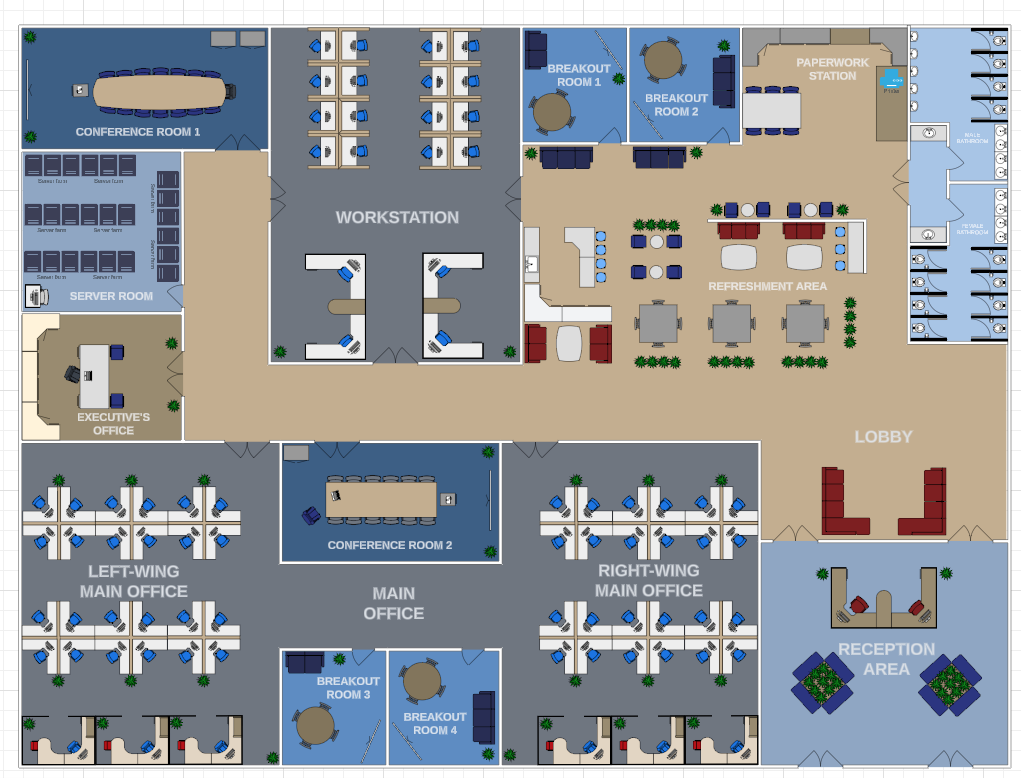 CONFERENCE ROOM 1
BREAKOUT
ROOM 1
BREAKOUT
ROOM 2
PAPERWORK
STATION
Printer
MALE
BATHROOM
Server farm
Server farm
Server farm
Server farm
Server farm
Server farm
Server farm
Server farm
SERVER ROOM
WORKSTATION
FEMALE
BATHROOM
REFRESHMENT AREA
EXECUTIVE'S
OFFICE
LOBBY
CONFERENCE ROOM 2
LEFT-WING
MAIN OFFICE
MAIN
OFFICE
RIGHT-WING
MAIN OFFICE
RECEPTION
AREA
BREAKOUT
ROOM 3
BREAKOUT
ROOM 4